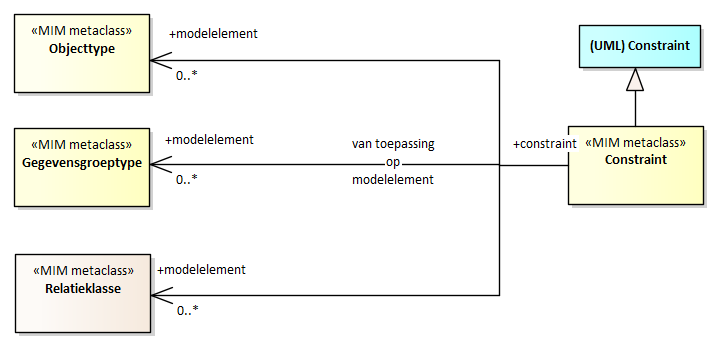 «MIM metaclass»
Objecttype
+modelelement
0..*
(UML) Constraint
«MIM metaclass»
Gegevensgroeptype
+modelelement
0..*
van toepassing
op
modelelement
+constraint
«MIM metaclass»
Constraint
«MIM metaclass»
Relatieklasse
+modelelement
0..*